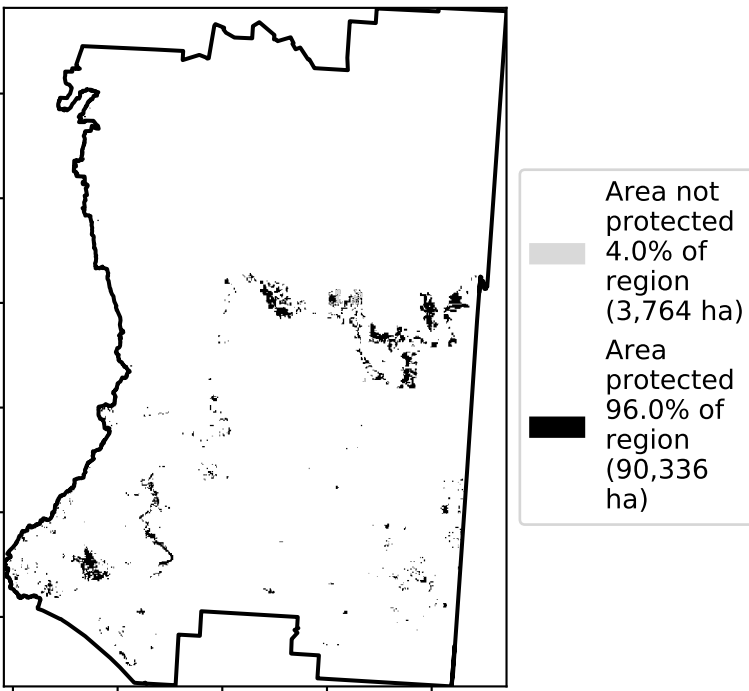 Area not
protected
4.0% of
region
(3,764 ha)
Area
protected
96.0% of
region
(90,336
ha)